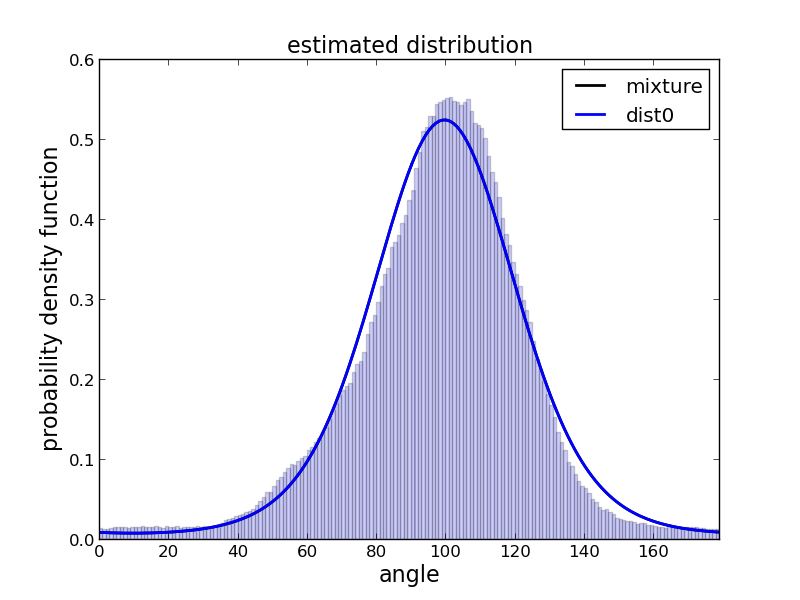 estimated distribution
mixture
dist0
probability density function
0.6
0.5
0.4
0.3
0.2
0.1
0.0
0 20 40 60 80 100 120 140 160
angle